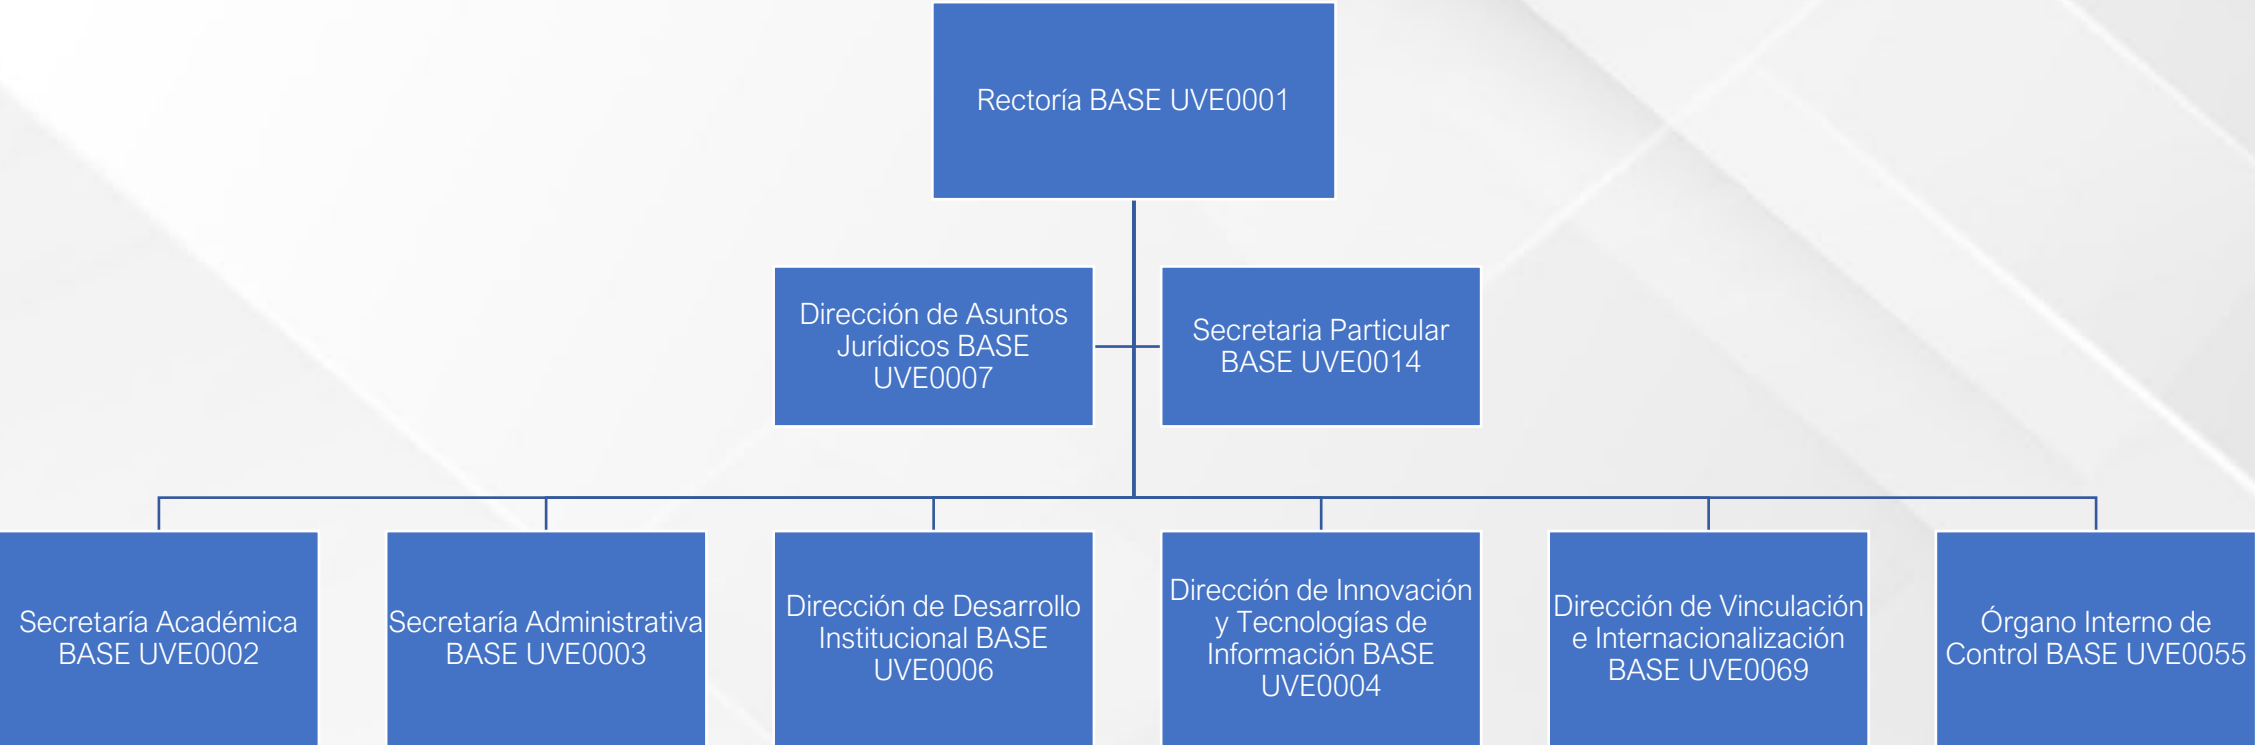 Rectoría BASE UVE0001
Dirección de Asuntos
Jurídicos BASE
UVE0007
Secretaria Particular
BASE UVE0014
Secretaría Académica
BASE UVE0002
Secretaría Administrativa
BASE UVE0003
Dirección de Desarrollo
Institucional BASE
UVE0006
Dirección de Innovación
y Tecnologías de
Información BASE
UVE0004
Dirección de Vinculación
e Internacionalización
BASE UVE0069
Órgano Interno de
Control BASE UVE0055